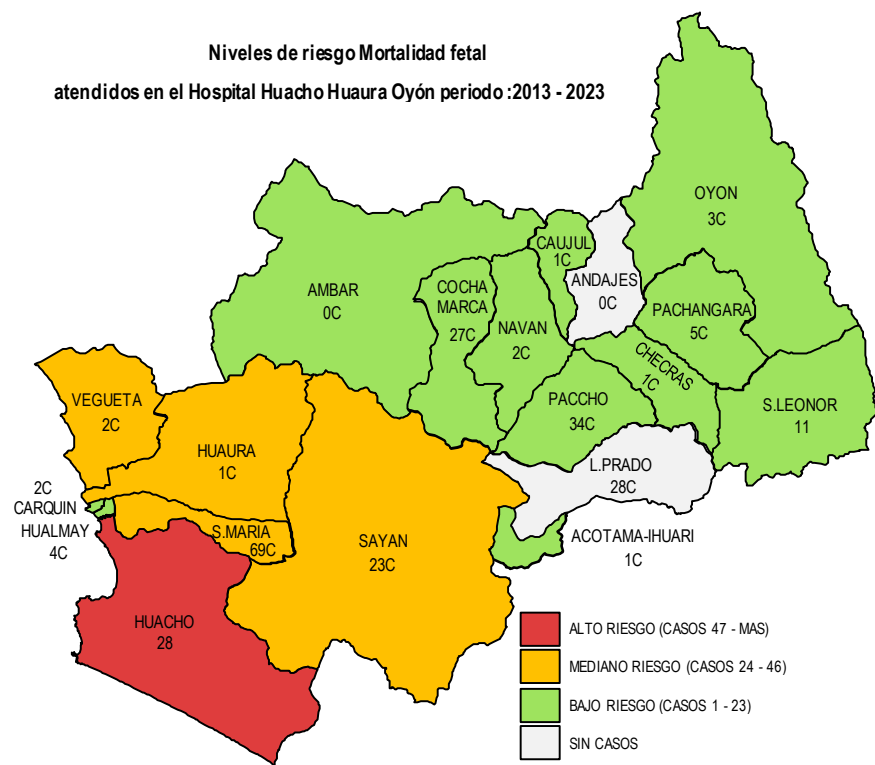 Niveles de riesgo Mortalidad fetal
atendidos en el Hospital Huacho Huaura Oyón periodo :2013 - 2023
OYON
3C
CAUJUL
1C
ANDAJES
0C
AMBAR
0C
COCHA
MARCA
27C
NAVAN
2C
PACHANGARA
5C
CHECRAS
1C
VEGUETA
2C
PACCHO
34C
S.LEONOR
11
HUAURA
1C
L.PRADO
28C
2C
CARQUIN
HUALMAY
4C
S.MARIA
69C
SAYAN
23C
ACOTAMA-IHUARI
1C
HUACHO
28
ALTO RIESGO (CASOS 47 - MAS)
MEDIANO RIESGO (CASOS 24 - 46)
BAJO RIESGO (CASOS 1 - 23)
SIN CASOS